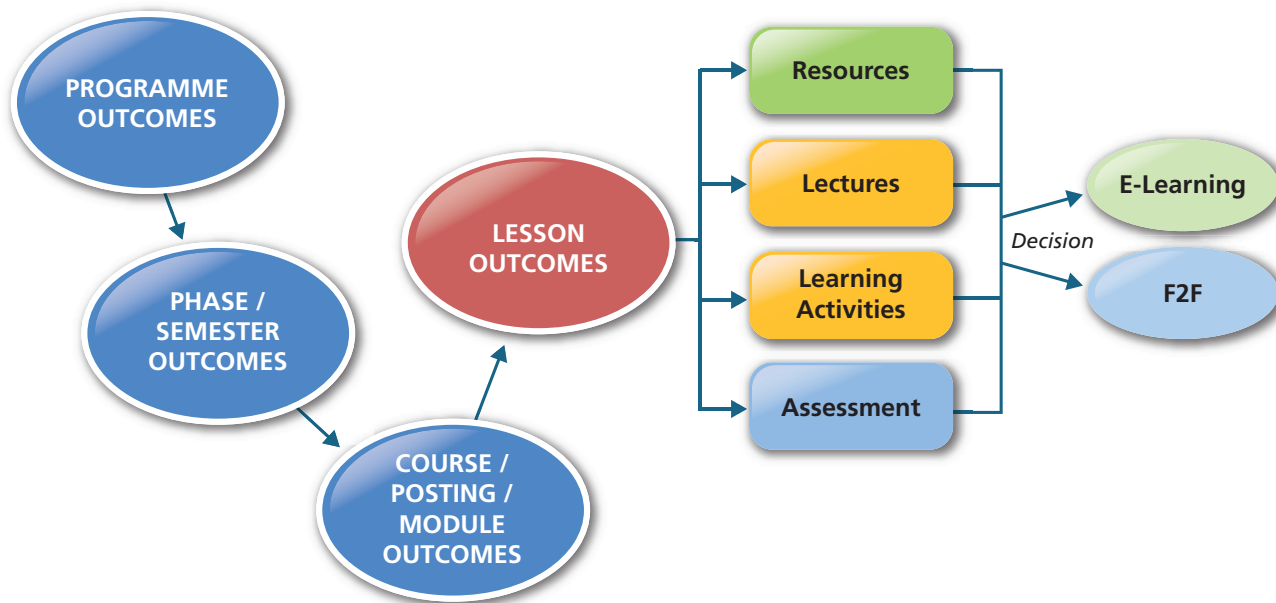 PROGRAMME
OUTCOMES
PHASE /
SEMESTER
OUTCOMES
COURSE /
POSTING /
MODULE
OUTCOMES
LESSON
OUTCOMES
Resources
Lectures
Learning
Activities
Assessment
Decision
E-Learning
F2F